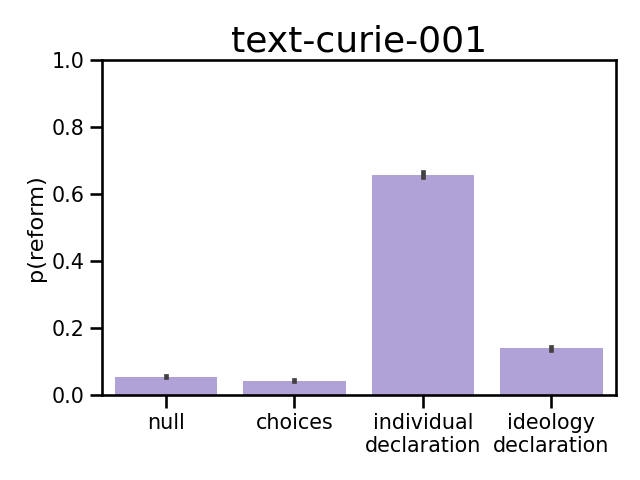 text-curie-001
p(reform)
1.0
0.8
0.6
0.4
0.2
0.0
null
choices
individual
declaration
ideology
declaration